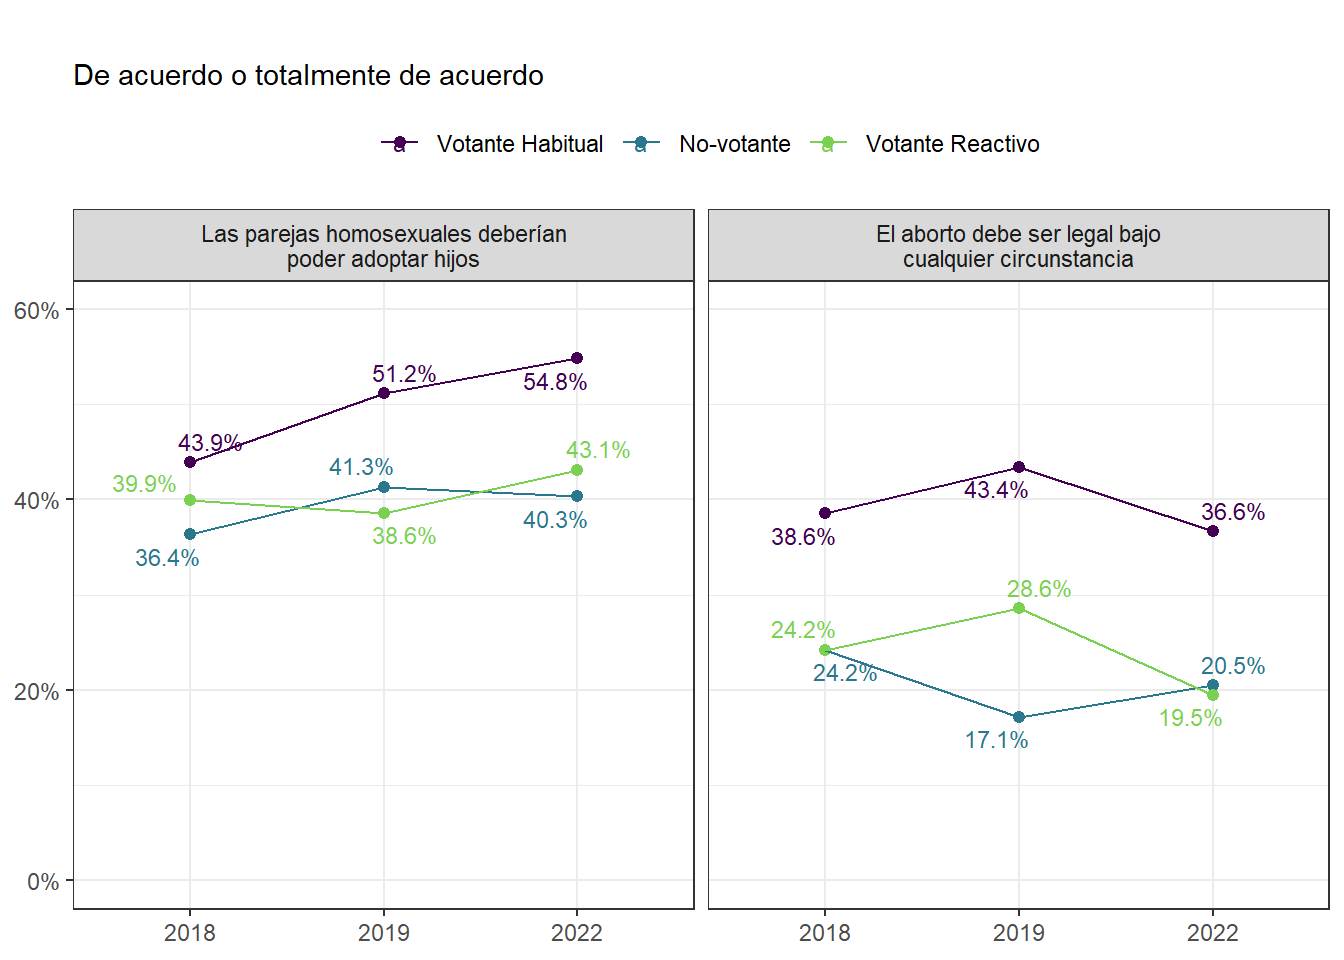 De acuerdo o totalmente de acuerdo
a Votante Habitual a No-votante a Votante Reactivo
Las parejas homosexuales deberían
poder adoptar hijos
El aborto debe ser legal bajo
cualquier circunstancia
60%
40%
20%
0%
51.2%
54.8%
43.9%
43.1%
41.3%
39.9%
40.3%
38.6%
36.4%
43.4%
36.6%
38.6%
28.6%
24.2%
24.2%
20.5%
19.5%
17.1%
2018 2019 2022
2018 2019 2022